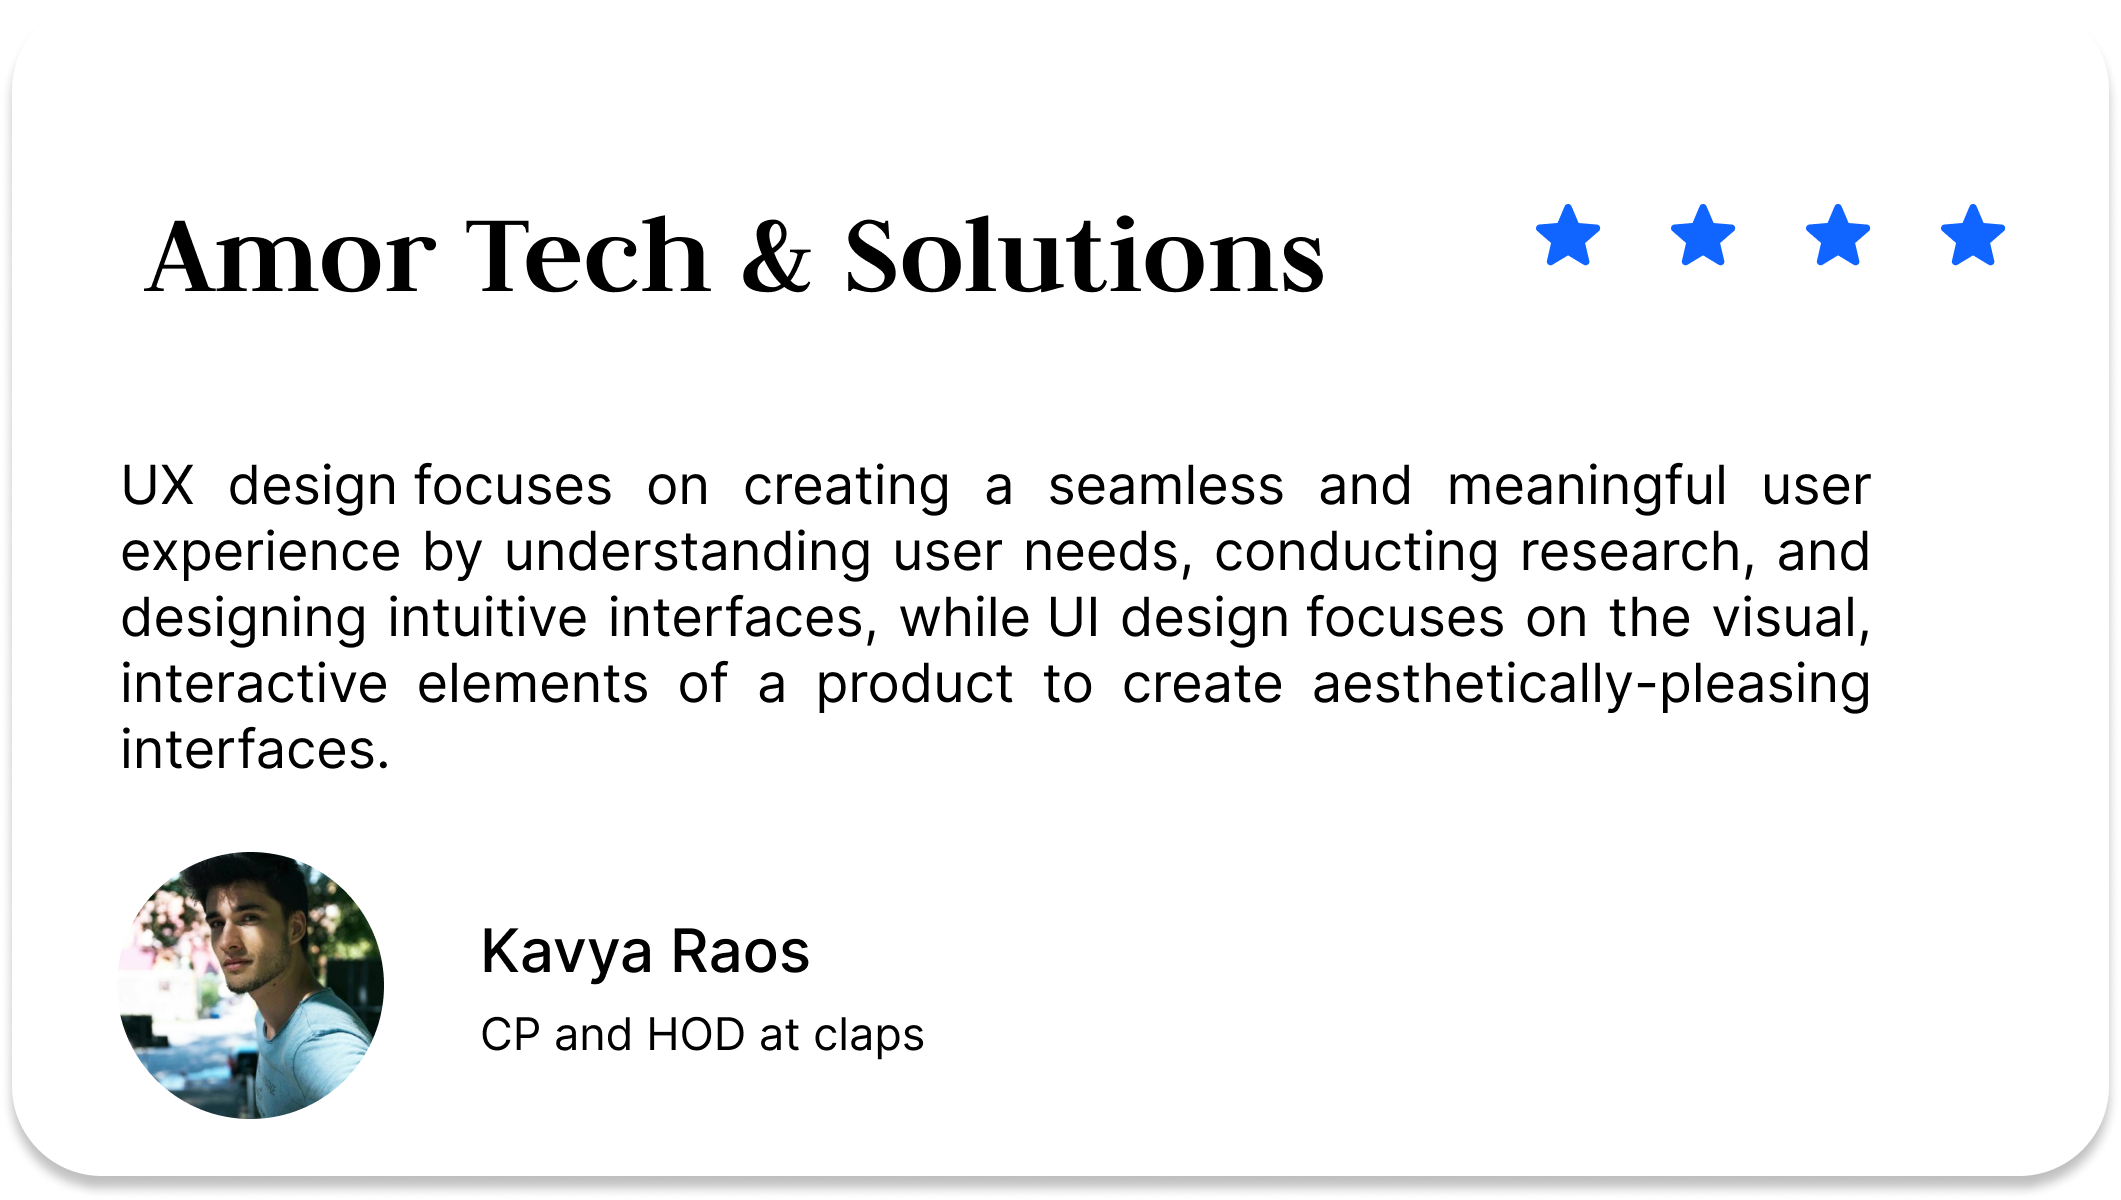 Amor Tech & Solutions
UX design focuses on creating a seamless and meaningful user
experience by understanding user needs, conducting research, and
designing intuitive interfaces, while UI design focuses on the visual,
interactive elements of a product to create aesthetically-pleasing
interfaces.
Kavya Raos
CP and HOD at claps